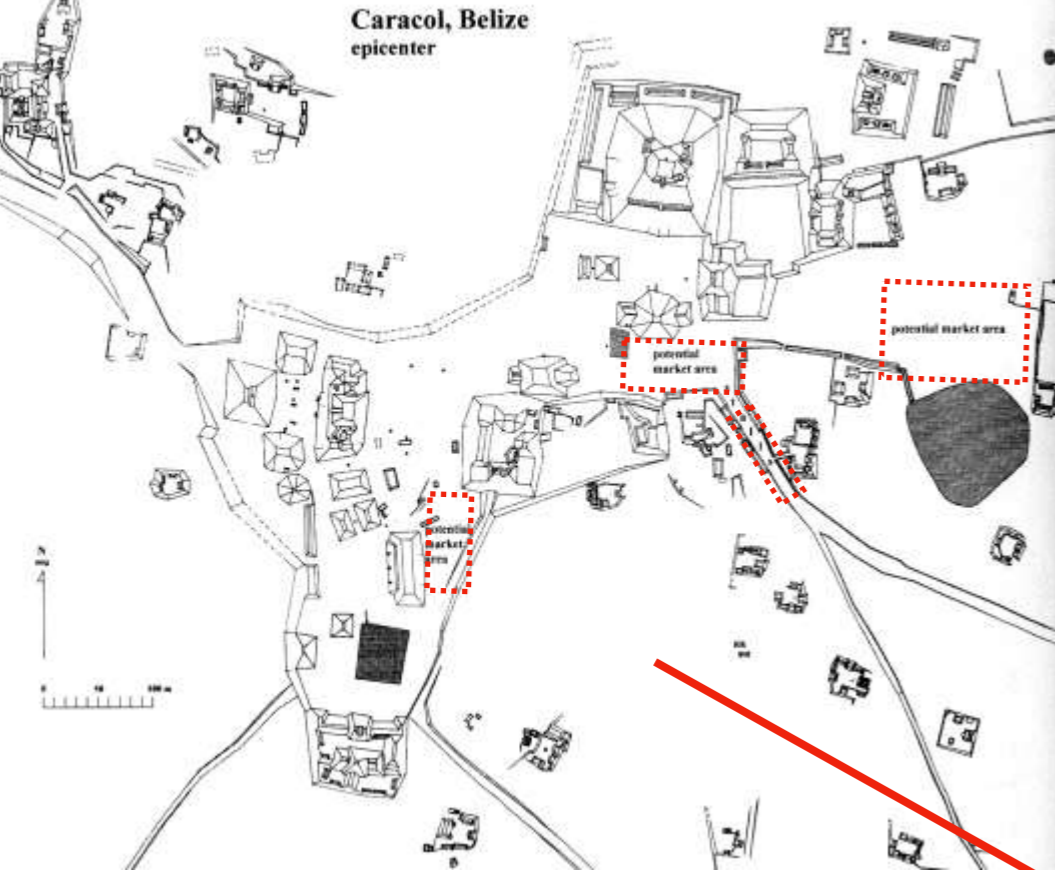 Caracol, Belize
epicenter
potential market area
potential
market area
potential
market
area
N
0
100 m